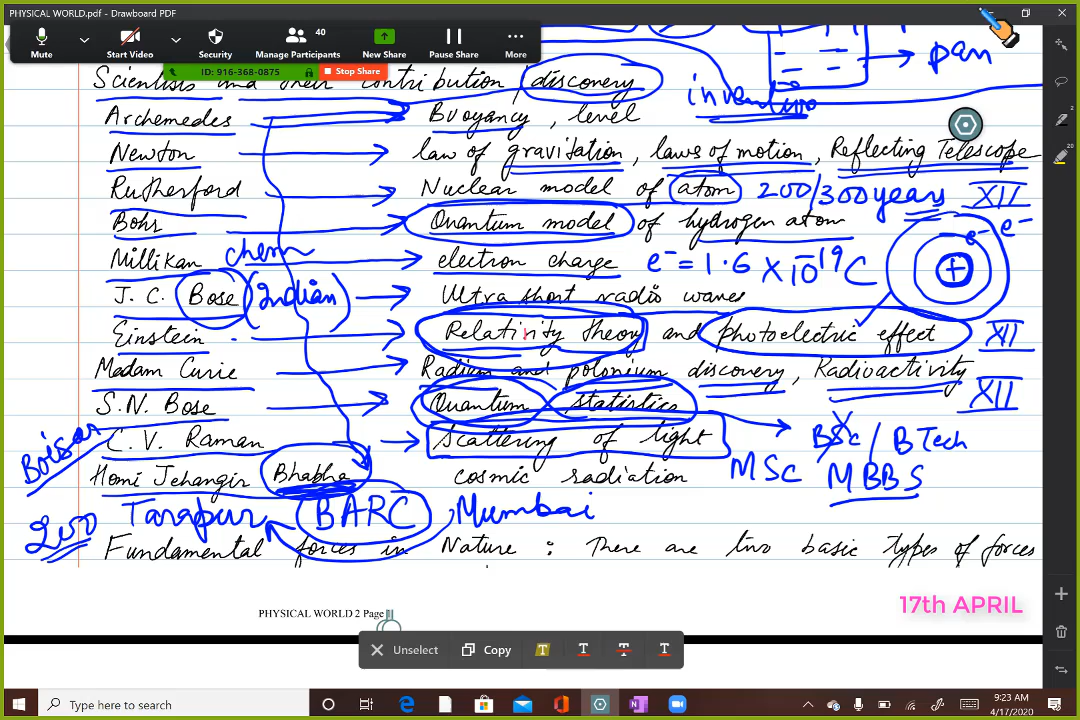 PHYSICAL WORLD.pdf - Drawboard PDF
Mute Start Video Security Manage Participants 40 New Share Pause Share More
ID: 916-368-0875 Stop Share
pan
Scientists and their contribution / discovery
invention
Archemedes Buoyancy, level
Newton law of gravitation, laws of motion, Reflecting Telescope
Rutherford Nuclear model of atom 200/300 years XII
Bohr Quantum model of hydrogen atom
e- e-
Millikan chem electron charge e- = 1.6 X 10-19 C +
J. C. Bose (Indian) Ultra short radio waves
Einstein Relativity theory and photoelectric effect XI
Madam Curie Radium and polonium discovery, Radioactivity
S.N. Bose Quantum statistics XII
Boisar C. V. Raman Scattering of light BSc / B Tech
Homi Jehangir Bhabha cosmic radiation MSc MBBS
200 Tarapur BARC, Mumbai
Fundamental forces in Nature : There are two basic types of forces
PHYSICAL WORLD 2 Page
17th APRIL
Unselect Copy T T T T
Type here to search
9:23 AM
4/17/2020